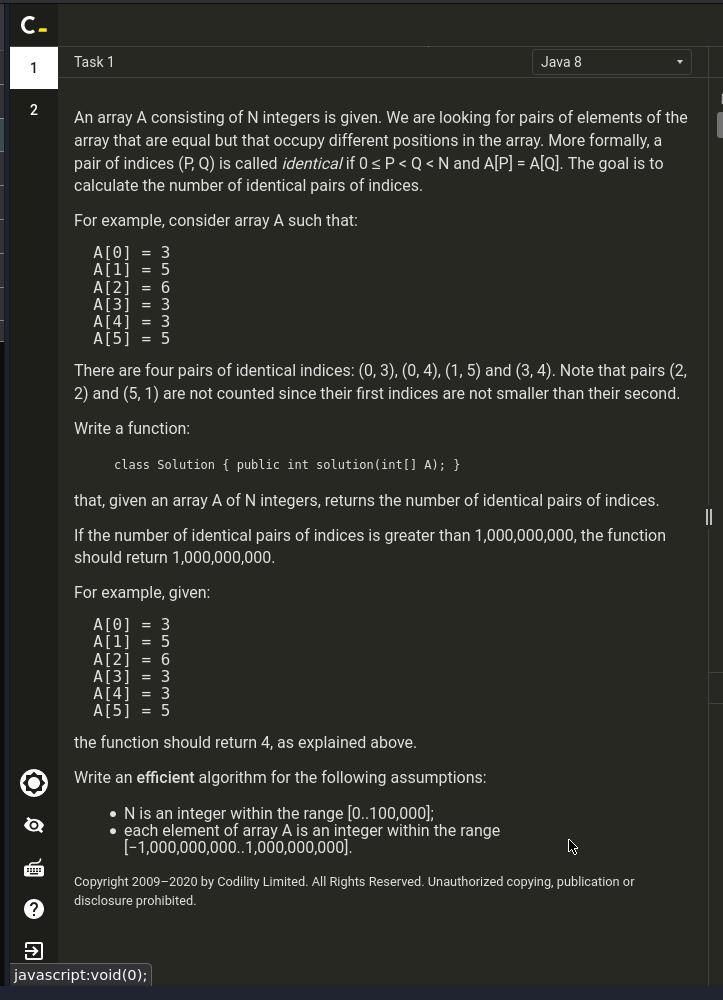 C
1
Task 1
Java 8
2
An array A consisting of N integers is given. We are looking for pairs of elements of the
array that are equal but that occupy different positions in the array. More formally, a
pair of indices (P, Q) is called identical if 0 ≤ P < Q < N and A[P] = A[Q]. The goal is to
calculate the number of identical pairs of indices.
For example, consider array A such that:
A[0] = 3
A[1] = 5
A[2] = 6
A[3] = 3
A[4] = 3
A[5] = 5
There are four pairs of identical indices: (0, 3), (0, 4), (1, 5) and (3, 4). Note that pairs (2,
2) and (5, 1) are not counted since their first indices are not smaller than their second.
Write a function:
class Solution { public int solution(int[] A); }
that, given an array A of N integers, returns the number of identical pairs of indices.
If the number of identical pairs of indices is greater than 1,000,000,000, the function
should return 1,000,000,000.
For example, given:
A[0] = 3
A[1] = 5
A[2] = 6
A[3] = 3
A[4] = 3
A[5] = 5
the function should return 4, as explained above.
Write an efficient algorithm for the following assumptions:
• N is an integer within the range [0..100,000];
• each element of array A is an integer within the range
[−1,000,000,000..1,000,000,000].
Copyright 2009–2020 by Codility Limited. All Rights Reserved. Unauthorized copying, publication or
disclosure prohibited.
javascript:void(0);